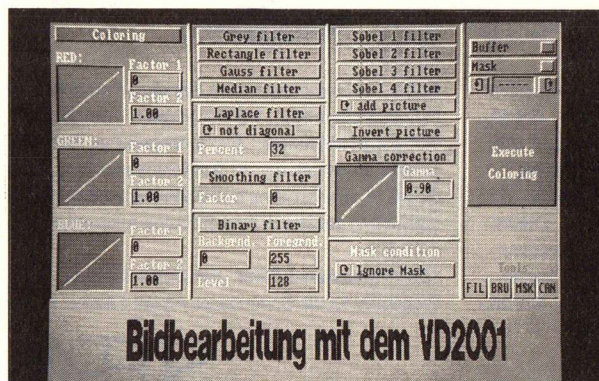 Coloring
RED:
Factor 1
0
Factor 2
1.00
GREEN:
Factor 1
0
Factor 2
1.00
BLUE:
Factor 1
0
Factor 2
1.00
Grey filter
Rectangle filter
Gauss filter
Median filter
Laplace filter
not diagonal
Percent 32
Smoothing filter
Factor 0
Binary filter
Backgrnd. Foregrnd.
0 255
Level 128
Sobel 1 filter
Sobel 2 filter
Sobel 3 filter
Sobel 4 filter
add picture
Invert picture
Gamma correction
Gamma
0.90
Mask condition
Ignore Mask
Buffer
Mask
-----
Execute
Coloring
Tools
FIL BRU MSK CAN
Bildbearbeitung mit dem VD2001